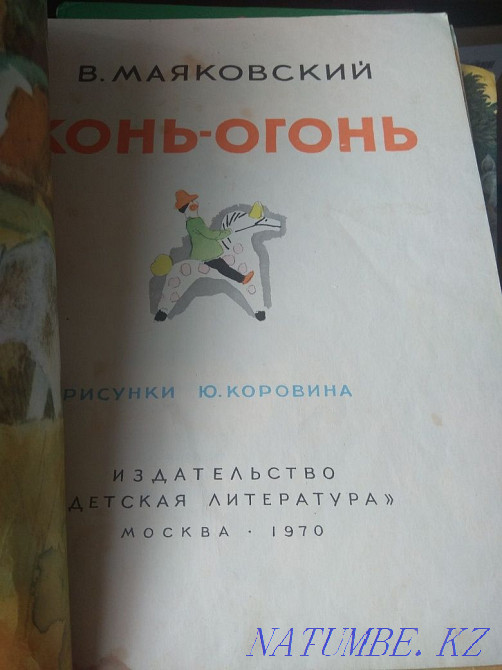 В. МАЯКОВСКИЙ
КОНЬ-ОГОНЬ
РИСУНКИ Ю. КОРОВИНА
ИЗДАТЕЛЬСТВО
ДЕТСКАЯ ЛИТЕРАТУРА»
МОСКВА · 1970
NATUMBE. KZ